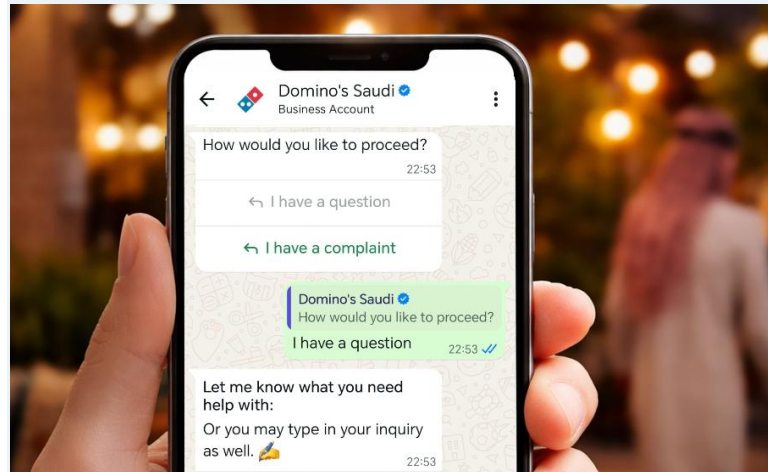 Domino's Saudi
Business Account
How would you like to proceed?
22:53
I have a question
I have a complaint
Domino's Saudi
How would you like to proceed?
I have a question
22:53
Let me know what you need
help with:
Or you may type in your inquiry
as well. ✍️
22:53